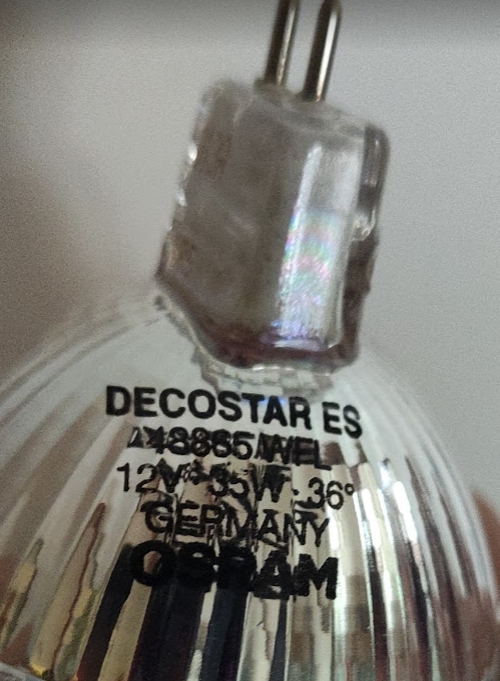 DECOSTAR ES
48865 WFL
12V · 35W · 36°
GERMANY
OSRAM